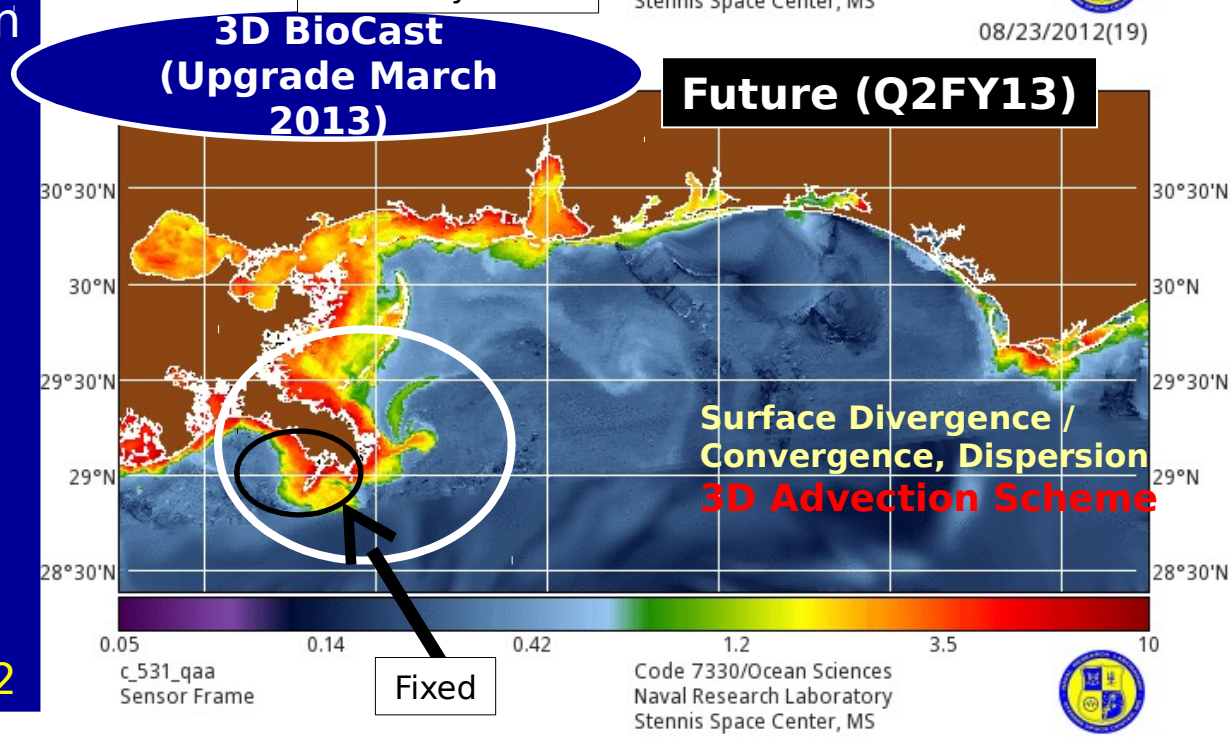 n
Stennis Space Center, MS
08/23/2012(19)
3D BioCast
(Upgrade March
2013)
Future (Q2FY13)
30°30'N
30°30'N
30°N
30°N
29°30'N
29°30'N
Surface Divergence /
Convergence, Dispersion
29°N
29°N
3D Advection Scheme
28°30'N
28°30'N
0.05
0.14
0.42
1.2
3.5
10
c_531_qaa
Sensor Frame
Fixed
Code 7330/Ocean Sciences
Naval Research Laboratory
Stennis Space Center, MS
2